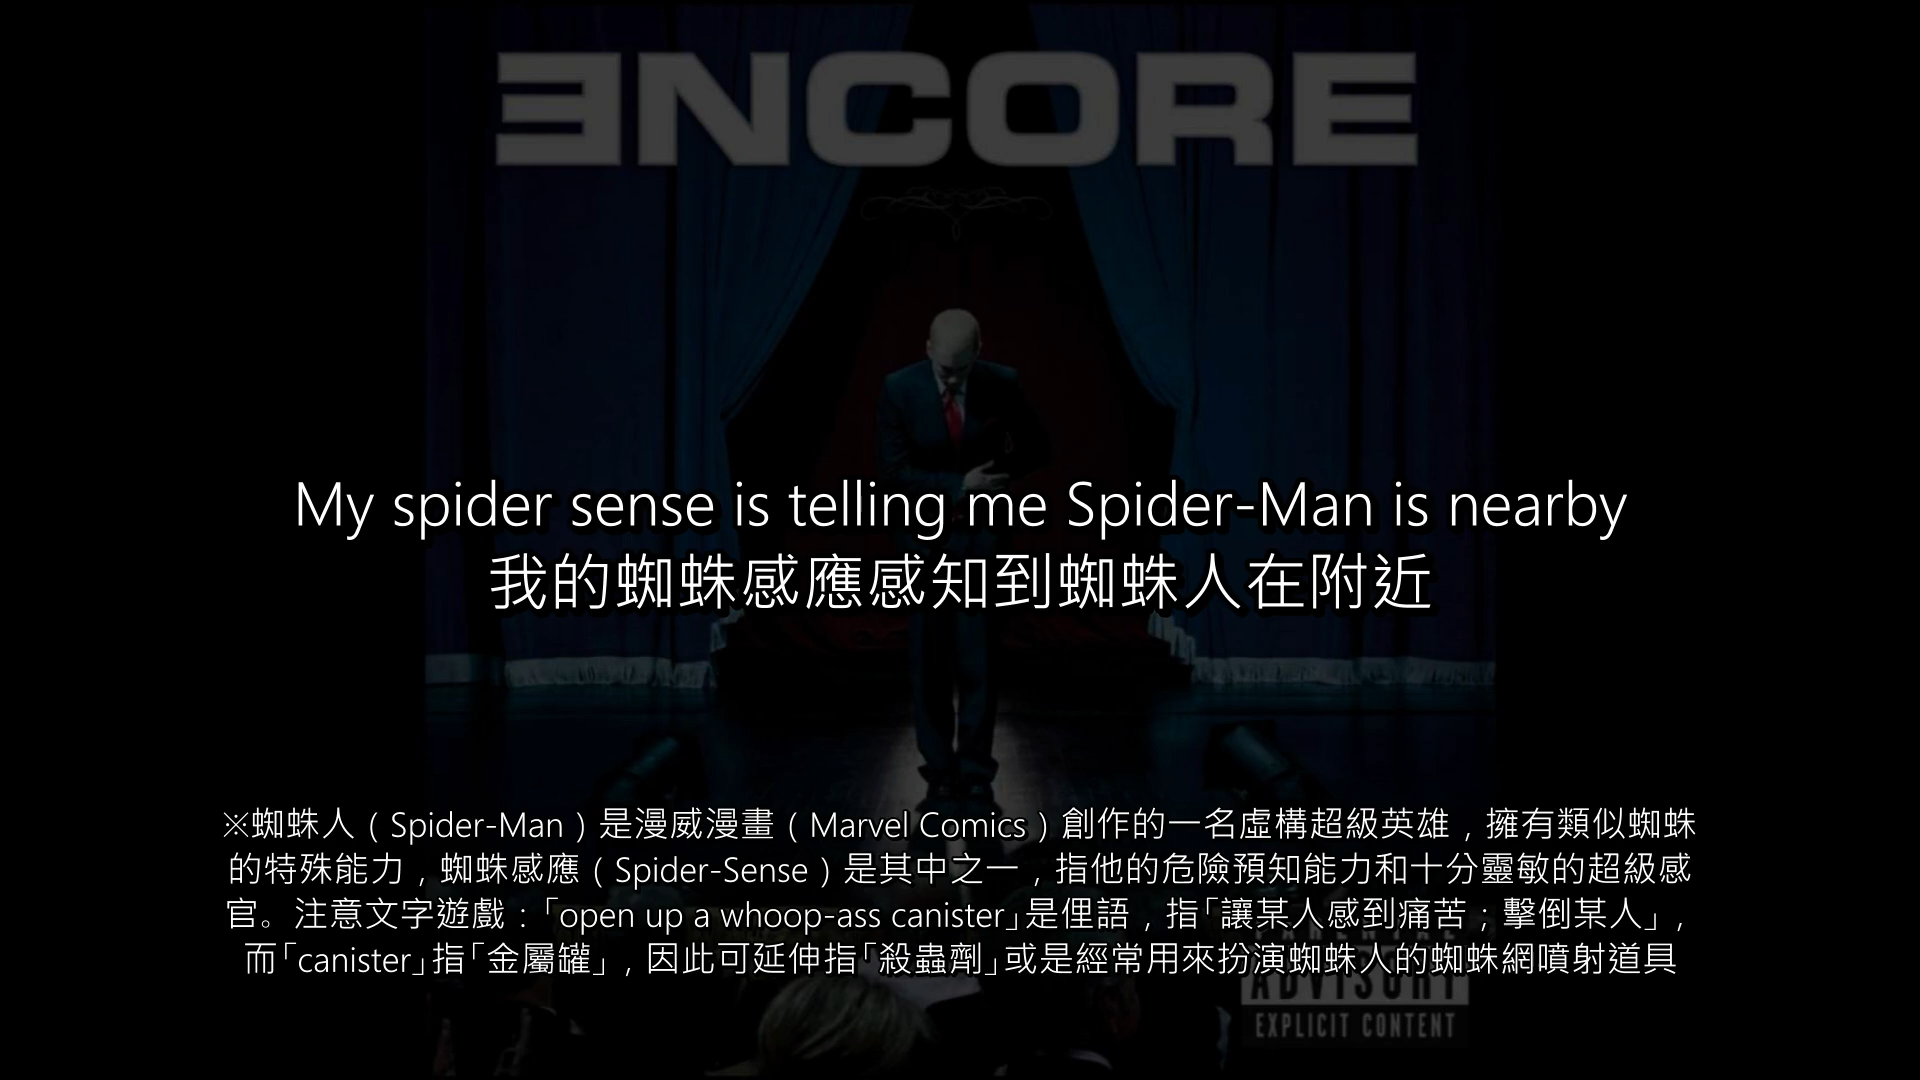 ƎNCORE
My spider sense is telling me Spider-Man is nearby
我的蜘蛛感應感知到蜘蛛人在附近
※蜘蛛人（Spider-Man）是漫威漫畫（Marvel Comics）創作的一名虛構超級英雄，擁有類似蜘蛛
的特殊能力，蜘蛛感應（Spider-Sense）是其中之一，指他的危險預知能力和十分靈敏的超級感
官。注意文字遊戲：「open up a whoop-ass canister」是俚語，指「讓某人感到痛苦；擊倒某人」，
而「canister」指「金屬罐」，因此可延伸指「殺蟲劑」或是經常用來扮演蜘蛛人的蜘蛛網噴射道具
ADVISORY
EXPLICIT CONTENT